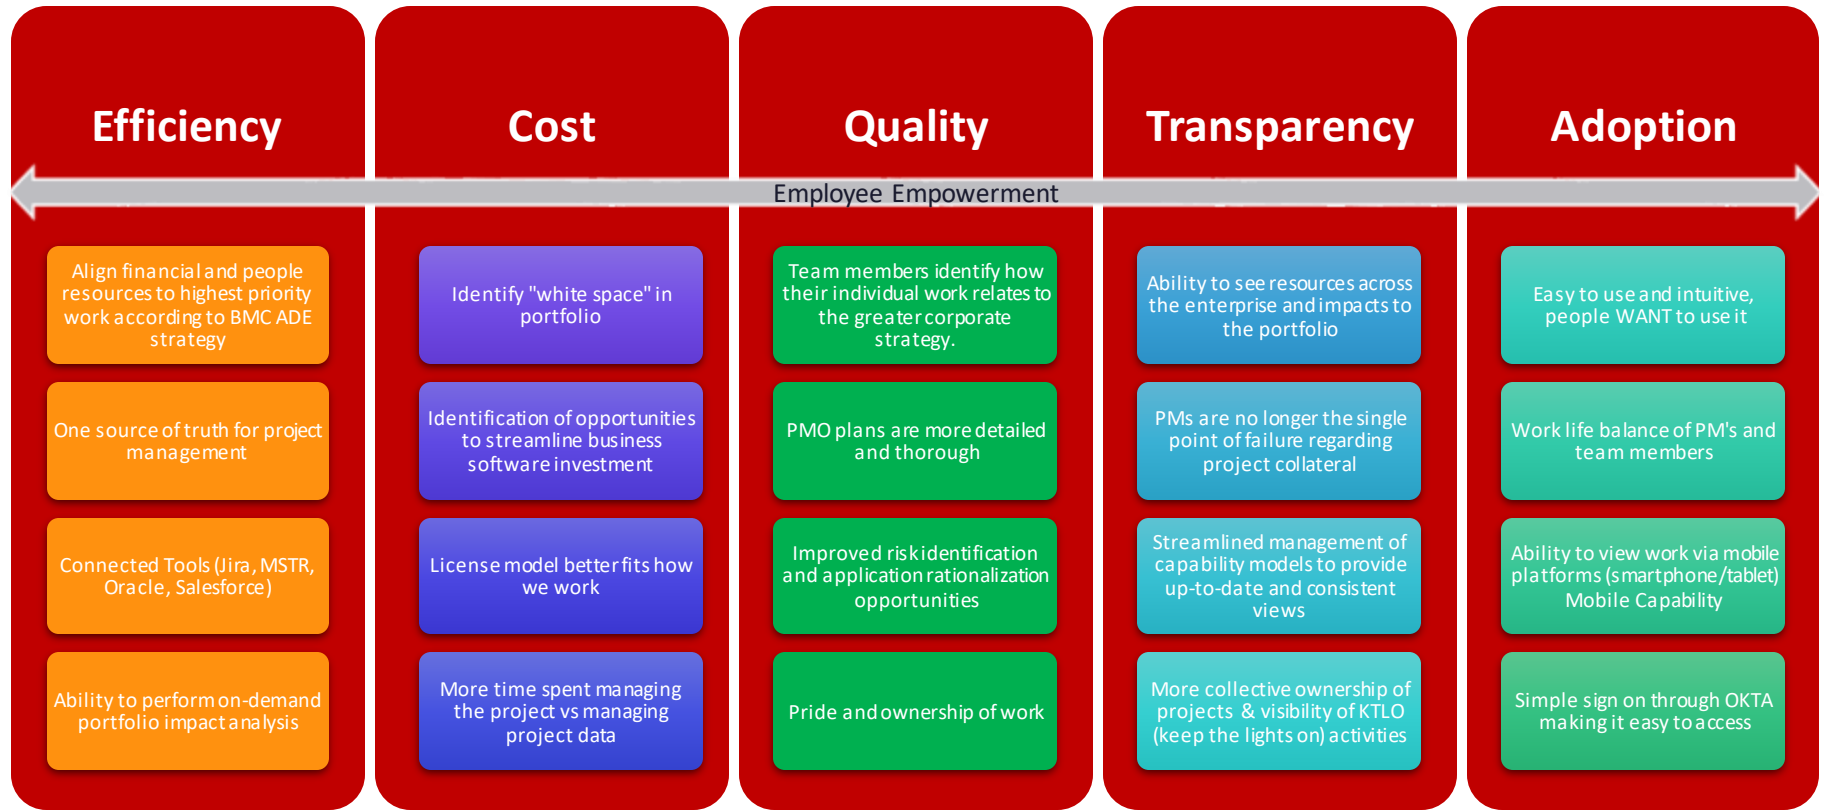 Efficiency
Cost
Quality
Transparency
Adoption
Employee Empowerment
Align financial and people
resources to highest priority
work according to BMC ADE
strategy
One source of truth for project
management
Connected Tools (Jira, MSTR,
Oracle, Salesforce)
Ability to perform on-demand
portfolio impact analysis
Identify "white space" in
portfolio
Identification of opportunities
to streamline business
software investment
License model better fits how
we work
More time spent managing
the project vs managing
project data
Team members identify how
their individual work relates to
the greater corporate
strategy.
PMO plans are more detailed
and thorough
Improved risk identification
and application rationalization
opportunities
Pride and ownership of work
Ability to see resources across
the enterprise and impacts to
the portfolio
PMs are no longer the single
point of failure regarding
project collateral
Streamlined management of
capability models to provide
up-to-date and consistent
views
More collective ownership of
projects & visibility of KTLO
(keep the lights on) activities
Easy to use and intuitive,
people WANT to use it
Work life balance of PM's and
team members
Ability to view work via mobile
platforms (smartphone/tablet)
Mobile Capability
Simple sign on through OKTA
making it easy to access